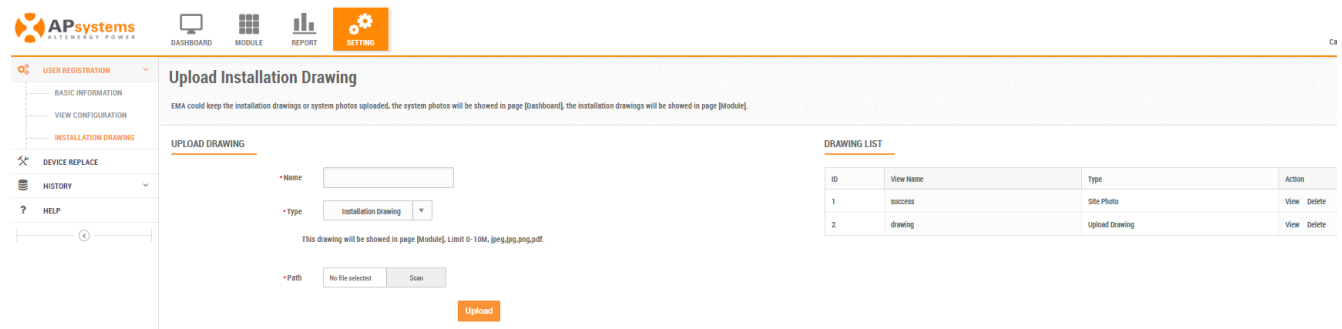 APsystems
ALTENERGY POWER
DASHBOARD
MODULE
REPORT
SETTING
Ca
USER REGISTRATION
BASIC INFORMATION
VIEW CONFIGURATION
INSTALLATION DRAWING
DEVICE REPLACE
HISTORY
? HELP
Upload Installation Drawing
EMA could keep the installation drawings or system photos uploaded, the system photos will be showed in page [Dashboard], the installation drawings will be showed in page [Module].
UPLOAD DRAWING
* Name
* Type Installation Drawing
This drawing will be showed in page [Module], Limit 0-10M, jpeg,jpg,png,pdf.
* Path No file selected Scan
Upload
DRAWING LIST
ID View Name Type Action
1 success Site Photo View Delete
2 drawing Upload Drawing View Delete